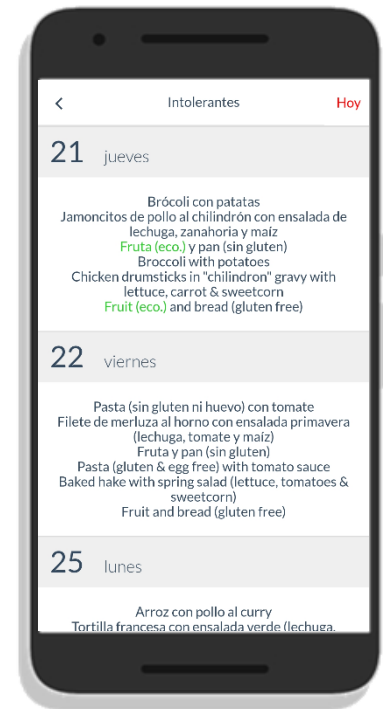 Intolerantes
Hoy
21 jueves
Brócoli con patatas
Jamoncitos de pollo al chilindrón con ensalada de
lechuga, zanahoria y maíz
Fruta (eco.) y pan (sin gluten)
Broccoli with potatoes
Chicken drumsticks in "chilindron" gravy with
lettuce, carrot & sweetcorn
Fruit (eco.) and bread (gluten free)
22 viernes
Pasta (sin gluten ni huevo) con tomate
Filete de merluza al horno con ensalada primavera
(lechuga, tomate y maíz)
Fruta y pan (sin gluten)
Pasta (gluten & egg free) with tomato sauce
Baked hake with spring salad (lettuce, tomatoes &
sweetcorn)
Fruit and bread (gluten free)
25 lunes
Arroz con pollo al curry
Tortilla francesa con ensalada verde (lechuga,